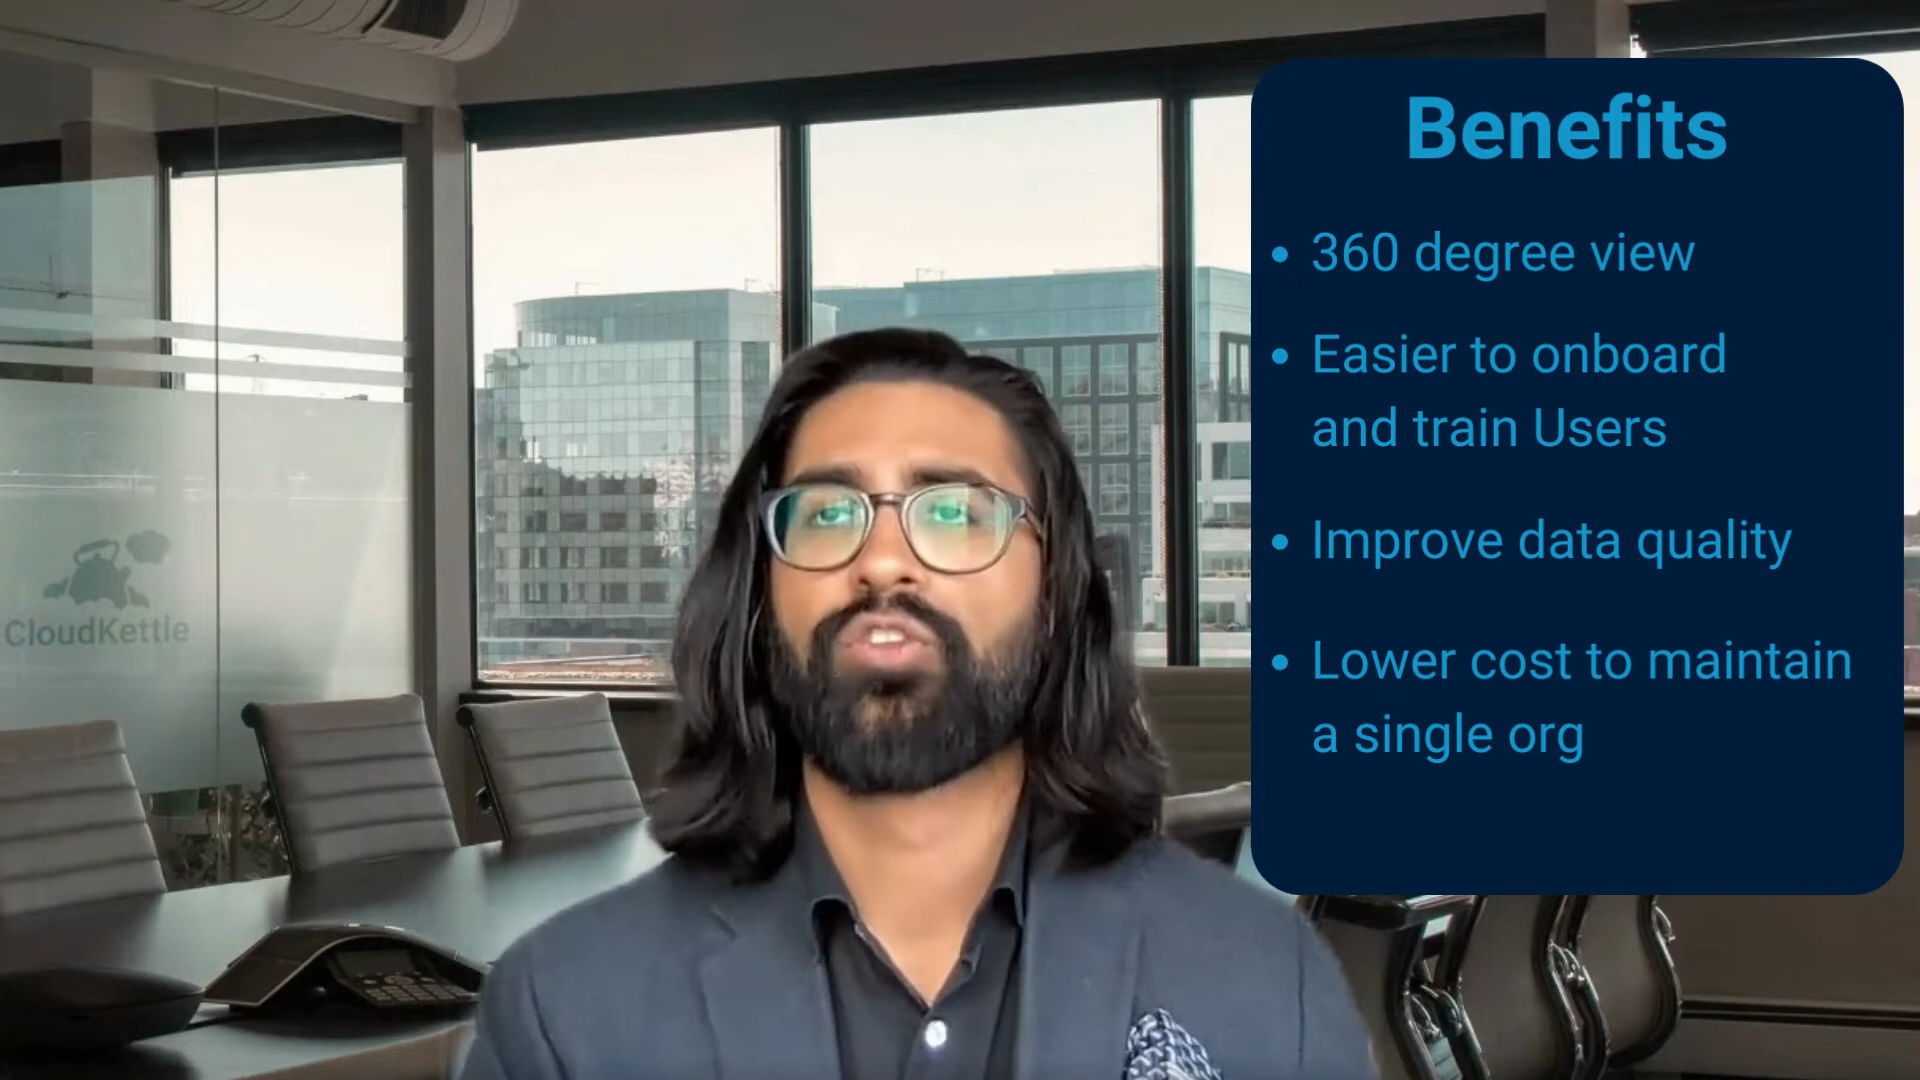 Benefits
• 360 degree view
• Easier to onboard
and train Users
• Improve data quality
• Lower cost to maintain
a single org
CloudKettle